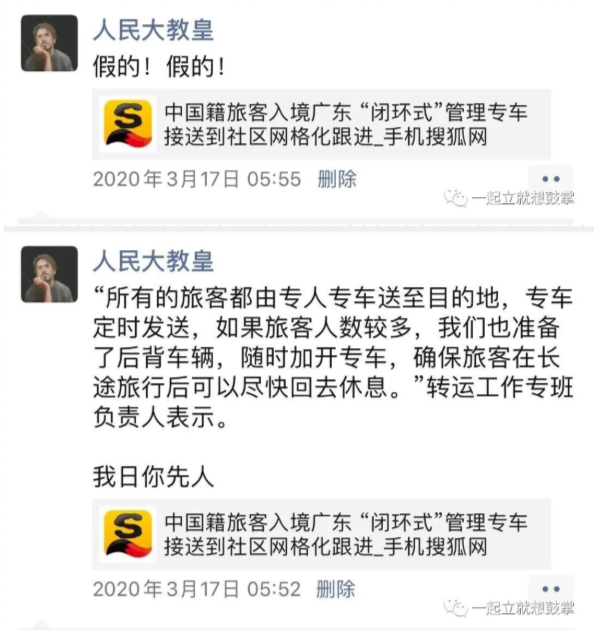 人民大教皇
假的！假的！
中国籍旅客入境广东 “闭环式”管理专车
接送到社区网格化跟进_手机搜狐网
2020年3月17日 05:55 删除
一起立就想鼓掌
人民大教皇
“所有的旅客都由专人专车送至目的地，专车
定时发送，如果旅客人数较多，我们也准备
了后背车辆，随时加开专车，确保旅客在长
途旅行后可以尽快回去休息。”转运工作专班
负责人表示。
我日你先人
中国籍旅客入境广东 “闭环式”管理专车
接送到社区网格化跟进_手机搜狐网
2020年3月17日 05:52 删除
一起立就想鼓掌